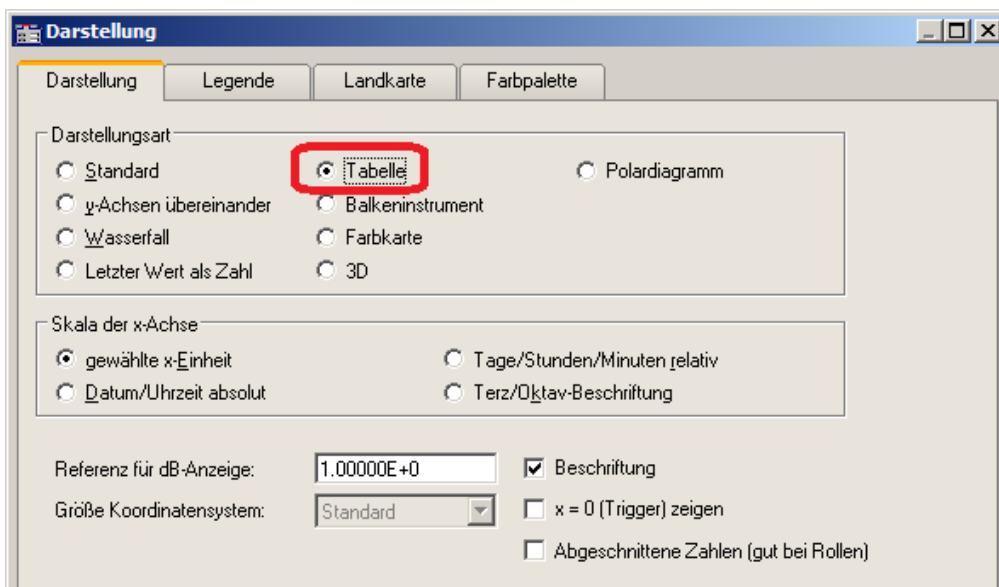 Darstellung
Darstellung Legende Landkarte Farbpalette
Darstellungsart
Standard Tabelle Polardiagramm
y-Achsen übereinander Balkeninstrument
Wasserfall Farbkarte
Letzter Wert als Zahl 3D
Skala der x-Achse
gewählte x-Einheit Tage/Stunden/Minuten relativ
Datum/Uhrzeit absolut Terz/Oktav-Beschriftung
Referenz für dB-Anzeige: 1.00000E+0 Beschriftung
Größe Koordinatensystem: Standard x = 0 (Trigger) zeigen
Abgeschnittene Zahlen (gut bei Rollen)